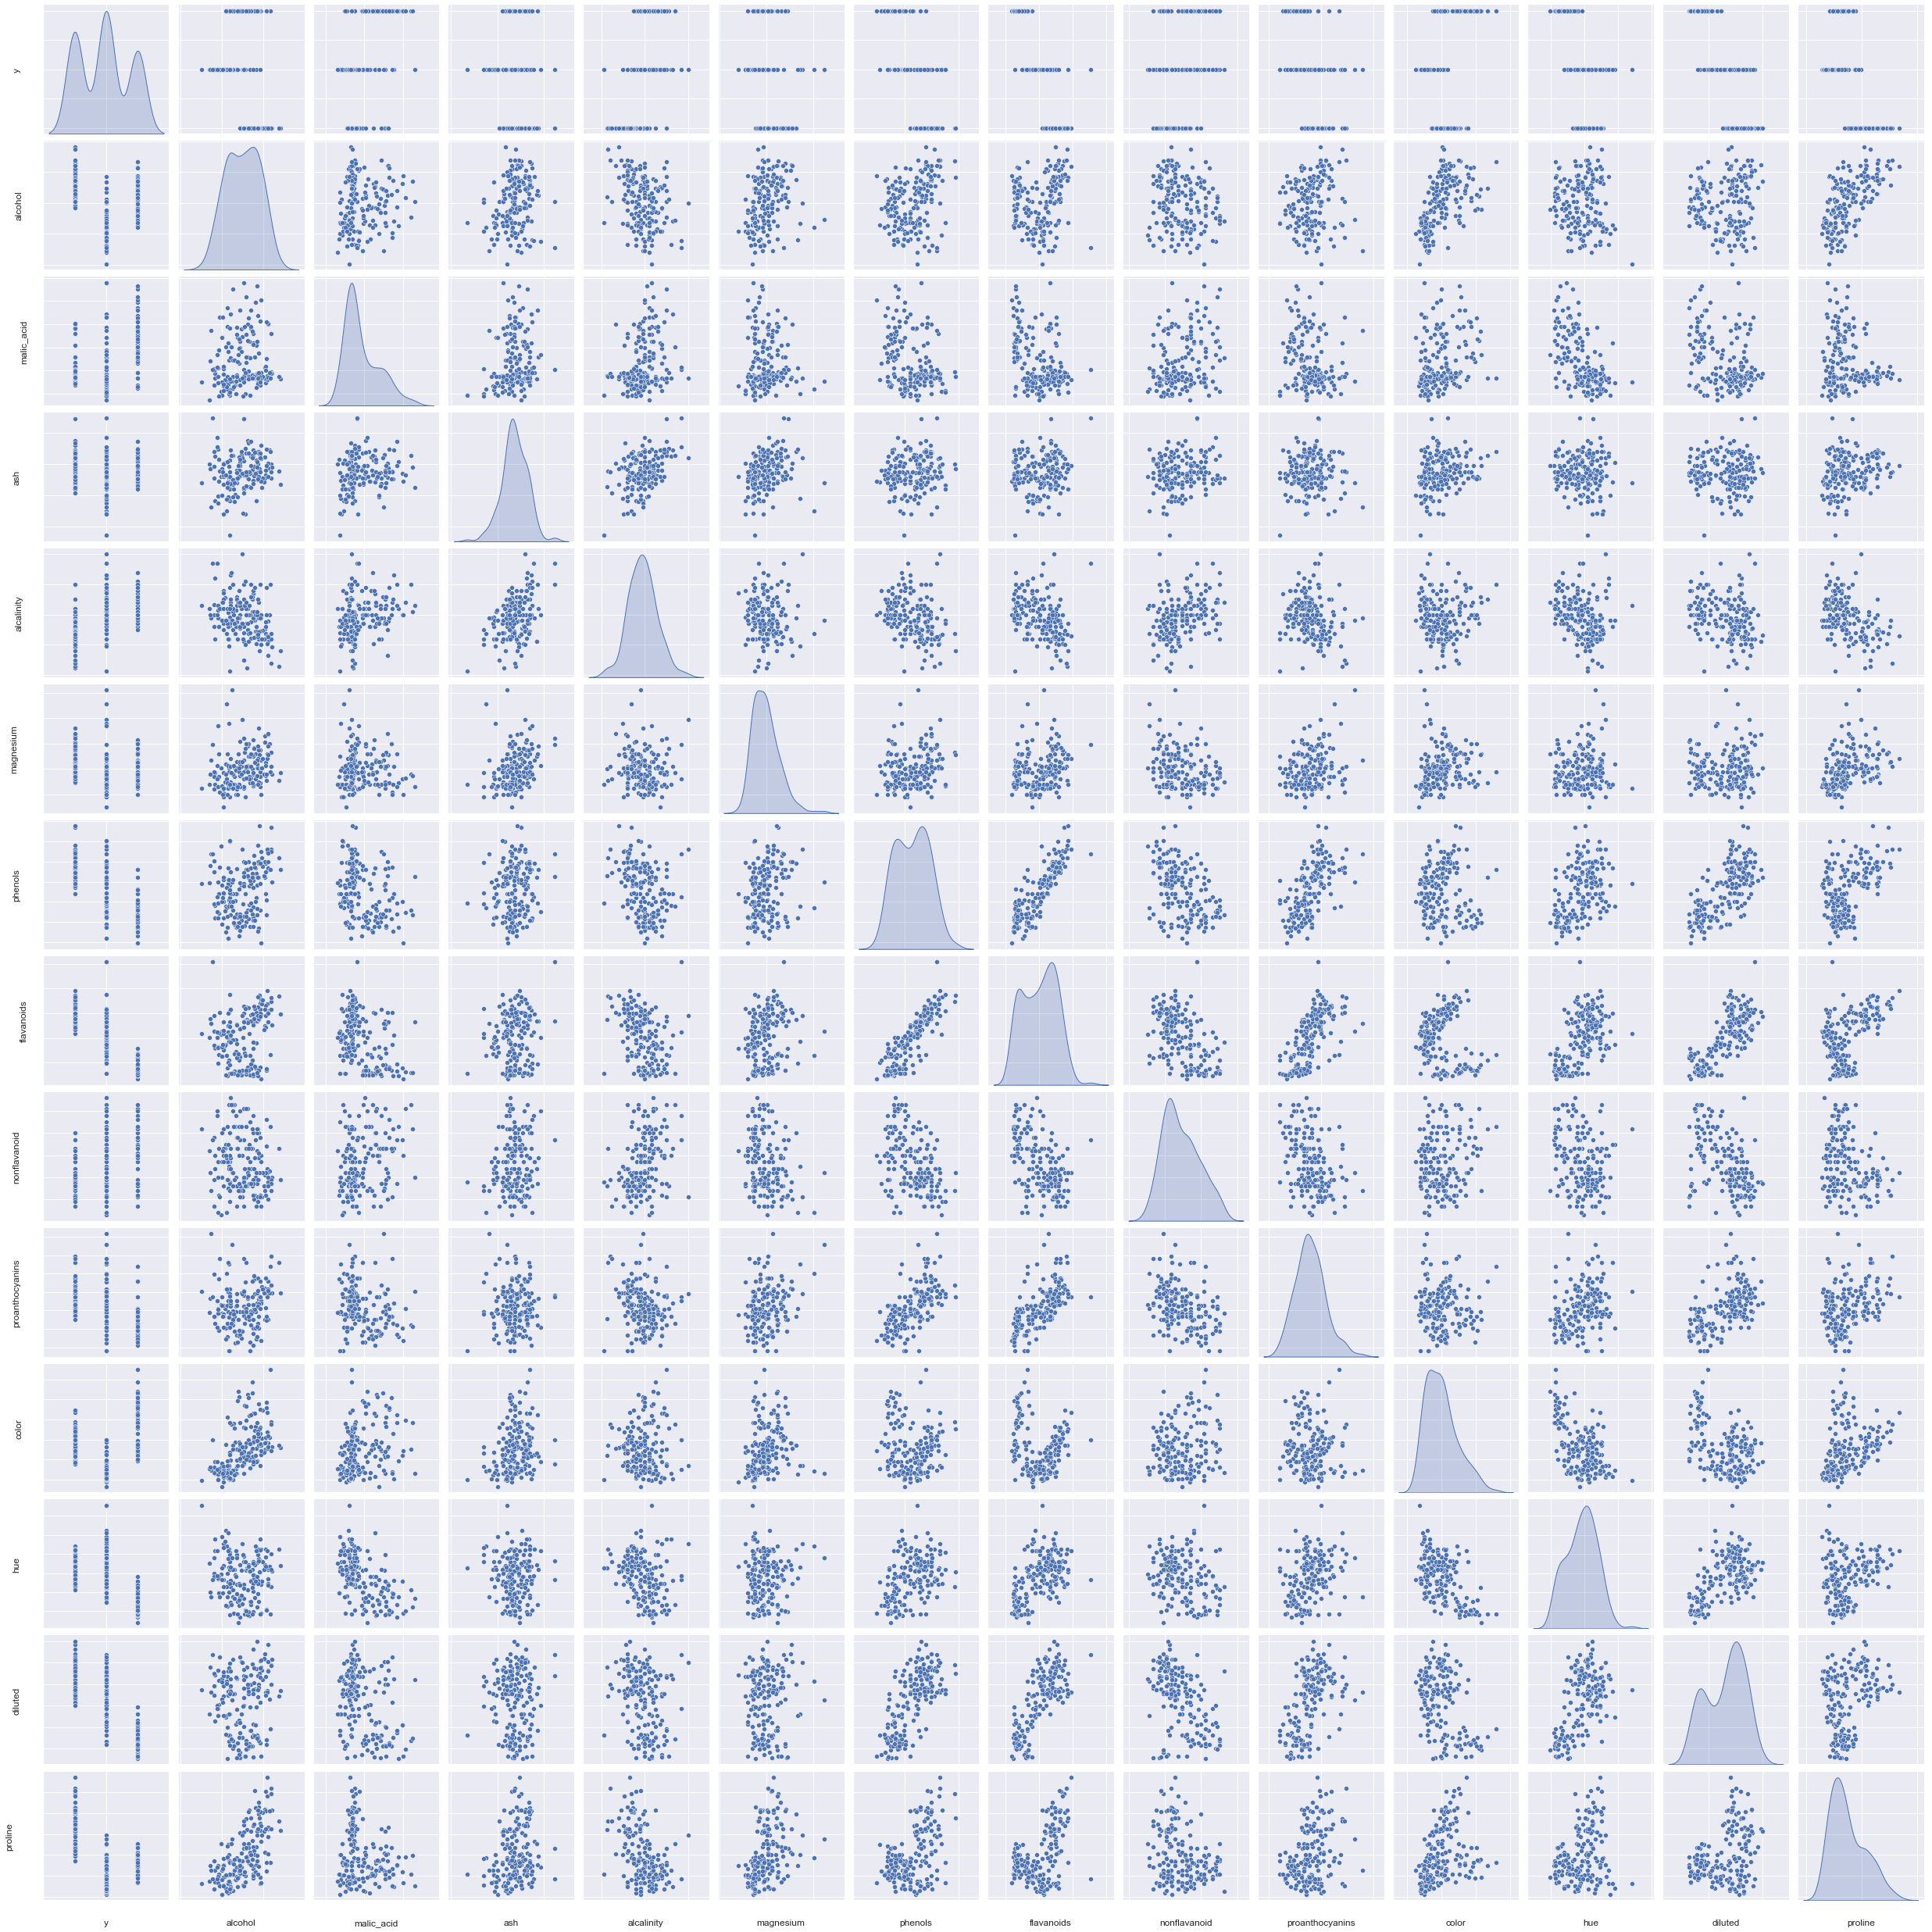 y
alcohol
malic_acid
ash
alcalinity
magnesium
phenols
flavanoids
nonflavanoid
proanthocyanins
color
hue
diluted
proline
y alcohol malic_acid ash alcalinity magnesium phenols flavanoids nonflavanoid proanthocyanins color hue diluted proline